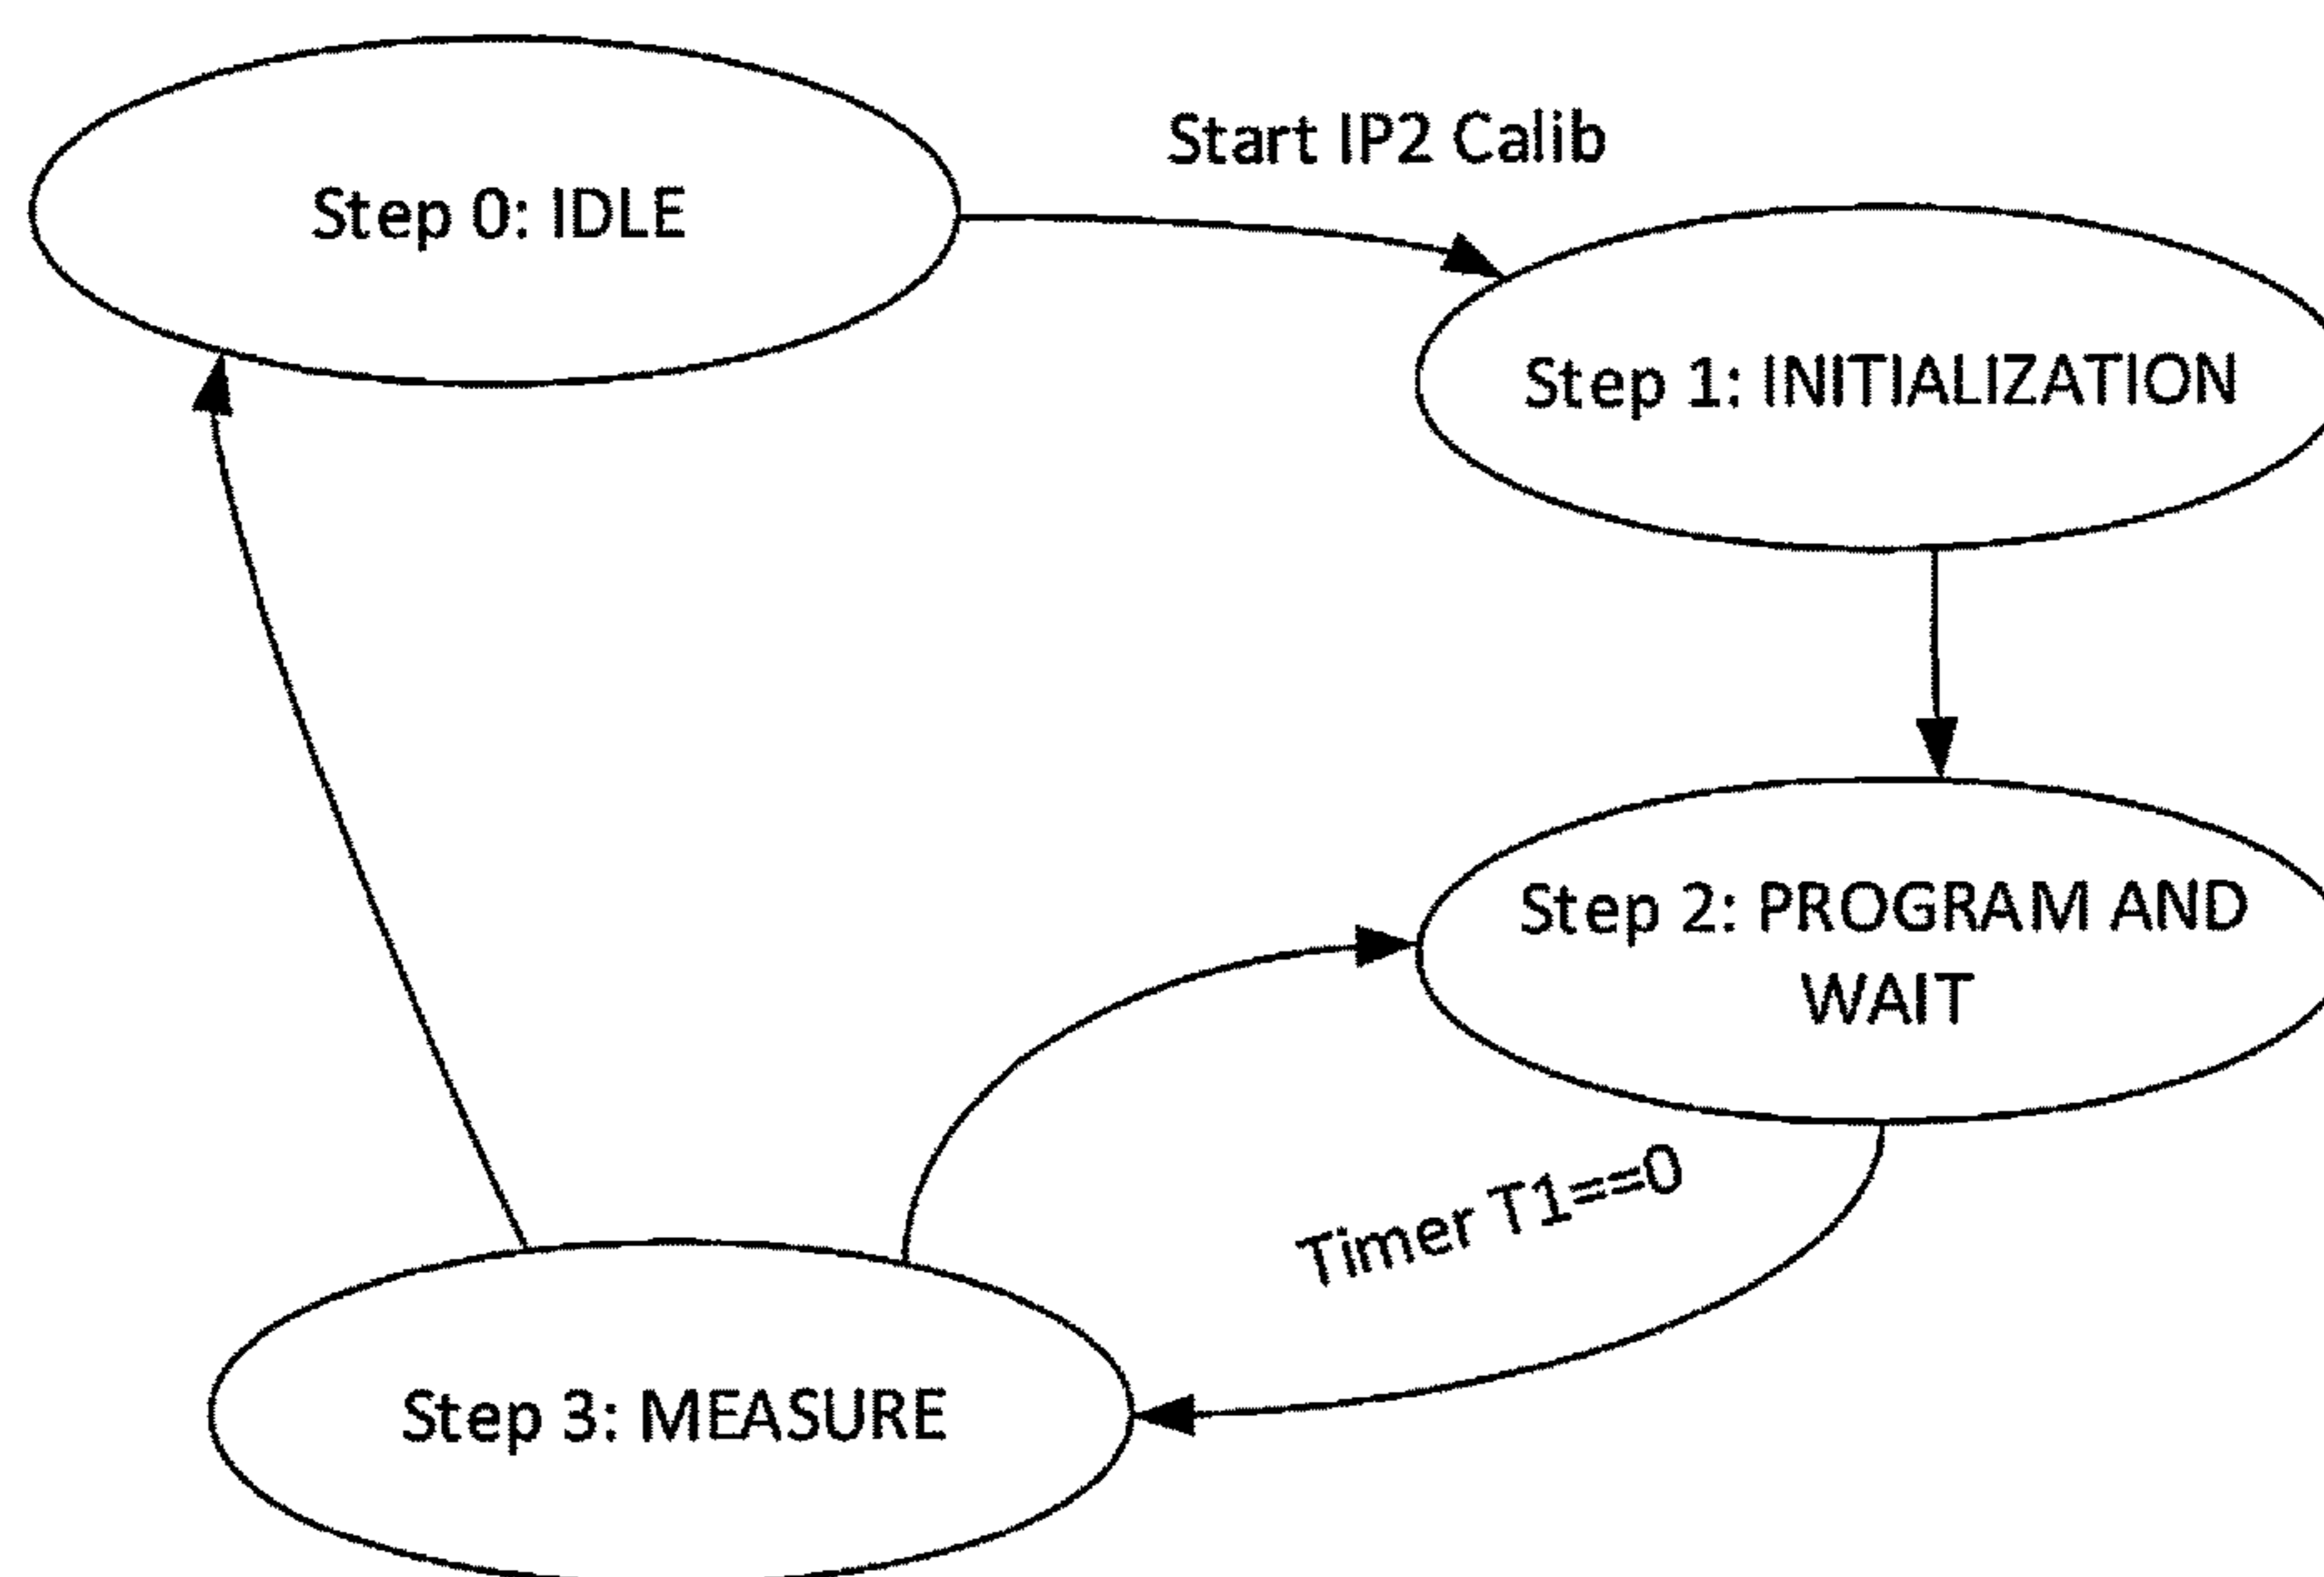 Start IP2 Calib
Step 0: IDLE
Step 1: INITIALIZATION
Step 2: PROGRAM AND
WAIT
Timer T1==0
Step 3: MEASURE